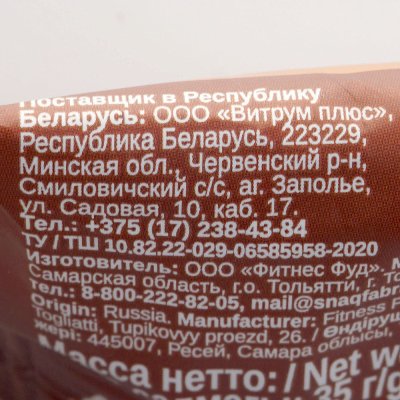 Поставщик в Республику
Беларусь: ООО «Витрум плюс»,
Республика Беларусь, 223229,
Минская обл., Червенский р-н,
Смиловичский с/с, аг. Заполье,
ул. Садовая, 10, каб. 17.
Тел.: +375 (17) 238-43-84
ТУ / ТШ 10.82.22-029-06585958-2020
Изготовитель: ООО «Фитнес Фуд».
Самарская область, г.о. Тольятти, г. То
тел.: 8-800-222-82-05, mail@snaqfabr
Origin: Russia. Manufacturer: Fitness F
Togliatti, Tupikovyy proezd, 26. / Өндіруш
жері: 445007, Ресей, Самара облысы,
Масса нетто: / Net w
35 г/g